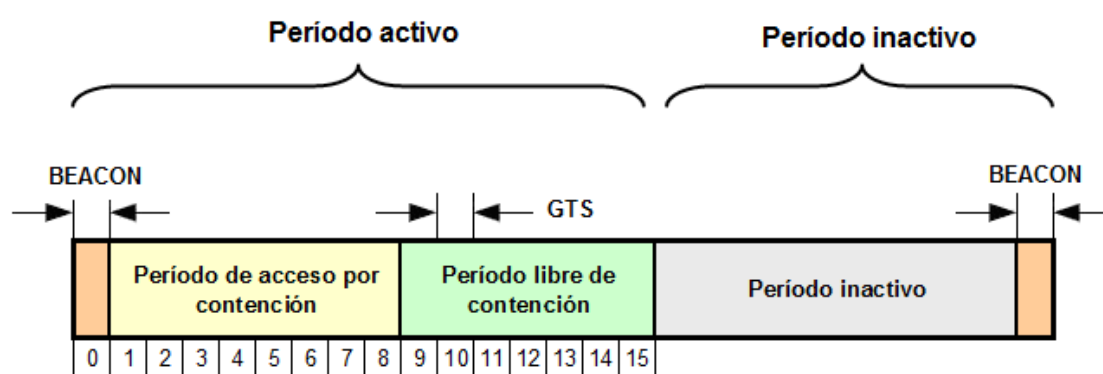 Período activo
Período inactivo
BEACON
BEACON
GTS
Período de acceso por
contención
Período libre de
contención
Período inactivo
0 1 2 3 4 5 6 7 8 9 10 11 12 13 14 15